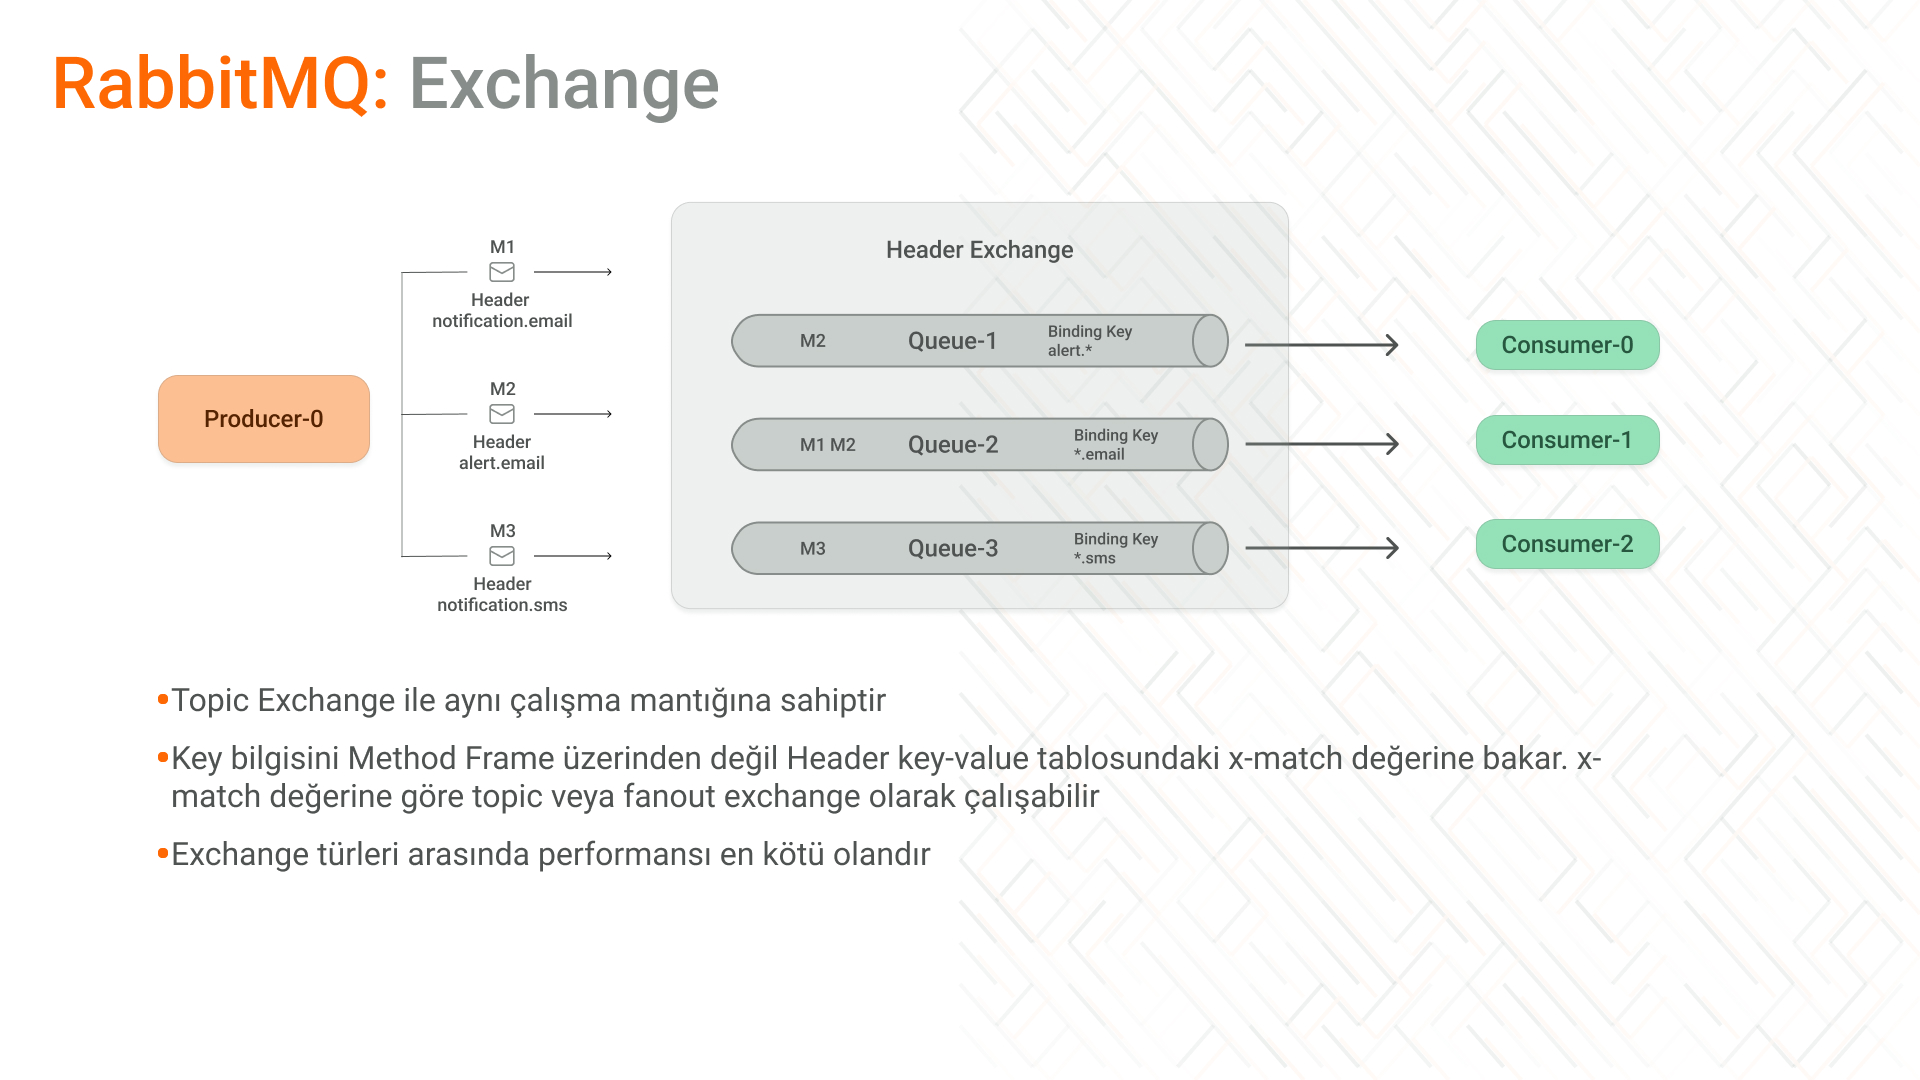 RabbitMQ: Exchange
Header Exchange
M1
Header
notification.email
M2
Header
alert.email
M3
Header
notification.sms
Producer-0
M2 Queue-1 Binding Key
alert.*
M1 M2 Queue-2 Binding Key
*.email
M3 Queue-3 Binding Key
*.sms
Consumer-0
Consumer-1
Consumer-2
•Topic Exchange ile aynı çalışma mantığına sahiptir
•Key bilgisini Method Frame üzerinden değil Header key-value tablosundaki x-match değerine bakar. x-
match değerine göre topic veya fanout exchange olarak çalışabilir
•Exchange türleri arasında performansı en kötü olandır